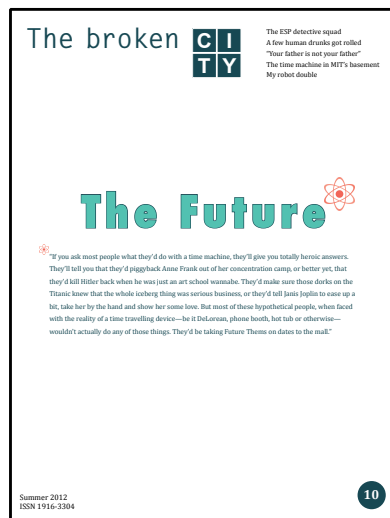 The broken CITY
The ESP detective squad
A few human drunks got rolled
"Your father is not your father"
The time machine in MIT's basement
My robot double
The Future
"If you ask most people what they'd do with a time machine, they'll give you totally heroic answers.
They'll tell you that they'd piggyback Anne Frank out of her concentration camp, or better yet, that
they'd kill Hitler back when he was just an art school wannabe. They'd make sure those dorks on the
Titanic knew that the whole iceberg thing was serious business, or they'd tell Janis Joplin to ease up a
bit, take her by the hand and show her some love. But most of these hypothetical people, when faced
with the reality of a time travelling device—be it DeLorean, phone booth, hot tub or otherwise—
wouldn't actually do any of those things. They'd be taking Future Thems on dates to the mall."
Summer 2012
ISSN 1916-3304
10